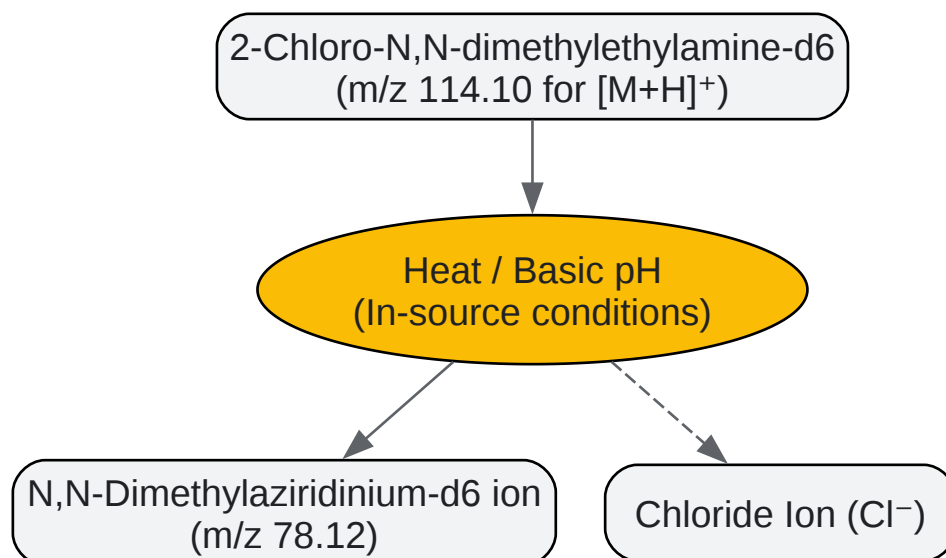 2-Chloro-N,N-dimethylethylamine-d6
(m/z 114.10 for [M+H]⁺)
Heat / Basic pH
(In-source conditions)
N,N-Dimethylaziridinium-d6 ion
(m/z 78.12)
Chloride Ion (Cl⁻)